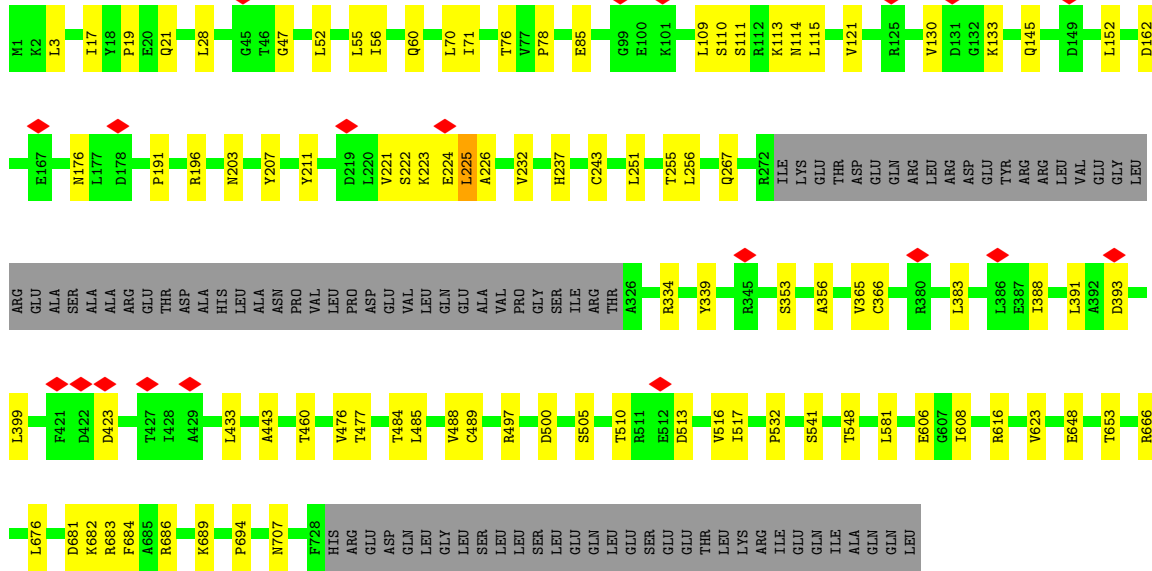 M1 K2 L3 I17 Y18 P19 E20 Q21 L28 G45 T46 G47 L52 L55 I56 Q60 L70 I71 T76 V77 P78 E85 G99 E100 K101 L109 S110 S111 R112 K113 N114 L115 V121 R125 V130 D131 G132 K133 Q145 D149 L152 D162
E167 N176 L177 D178 P191 R196 N203 Y207 Y211 D219 L220 V221 S222 K223 E224 L225 A226 V232 H237 C243 L251 T255 L256 Q267 R272 ILE LYS GLU THR ASP GLU GLN ARG LEU ARG ASP GLU TYR ARG ARG LEU VAL GLU GLY LEU
ARG GLU ALA SER ALA ALA ARG GLU THR ASP ALA HIS LEU ALA ASN PRO VAL LEU PRO ASP GLU VAL LEU GLN GLU ALA VAL PRO GLY SER ILE ARG THR A326 R334 Y339 R345 S353 A356 V365 C366 R380 L383 L386 E387 I388 L391 A392 D393
L399 F421 D422 D423 T427 I428 A429 L433 A443 T460 V476 T477 T484 L485 V488 C489 R497 D500 S505 T510 R511 E512 D513 V516 I517 P532 S541 T548 L581 E606 G607 I608 R616 V623 E648 T653 R666
L676 D681 K682 R683 F684 A685 R686 K689 P694 N707 F728 HIS ARG GLU ASP GLN LEU GLY LEU SER LEU LEU SER LEU GLU GLN LEU GLU SER GLU GLU THR LEU LYS ARG ILE GLU GLN ILE ALA GLN GLN LEU